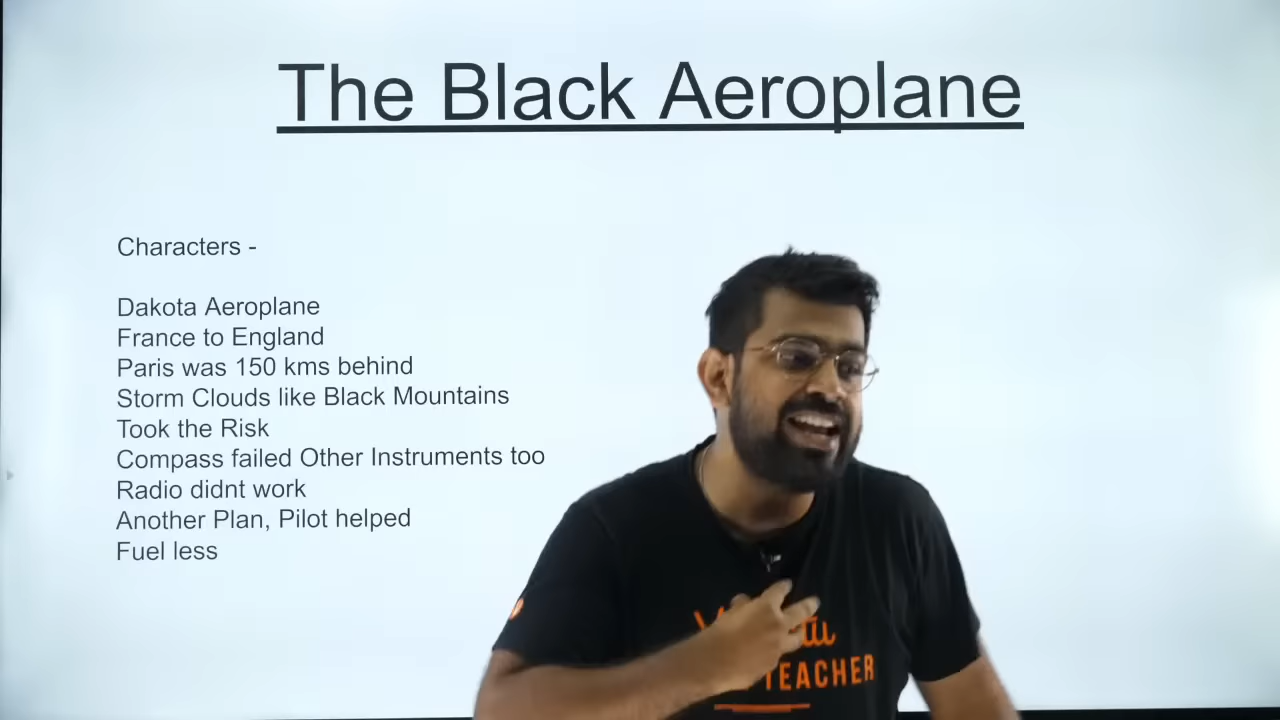 The Black Aeroplane
Characters -
Dakota Aeroplane
France to England
Paris was 150 kms behind
Storm Clouds like Black Mountains
Took the Risk
Compass failed Other Instruments too
Radio didnt work
Another Plan, Pilot helped
Fuel less
TEACHER